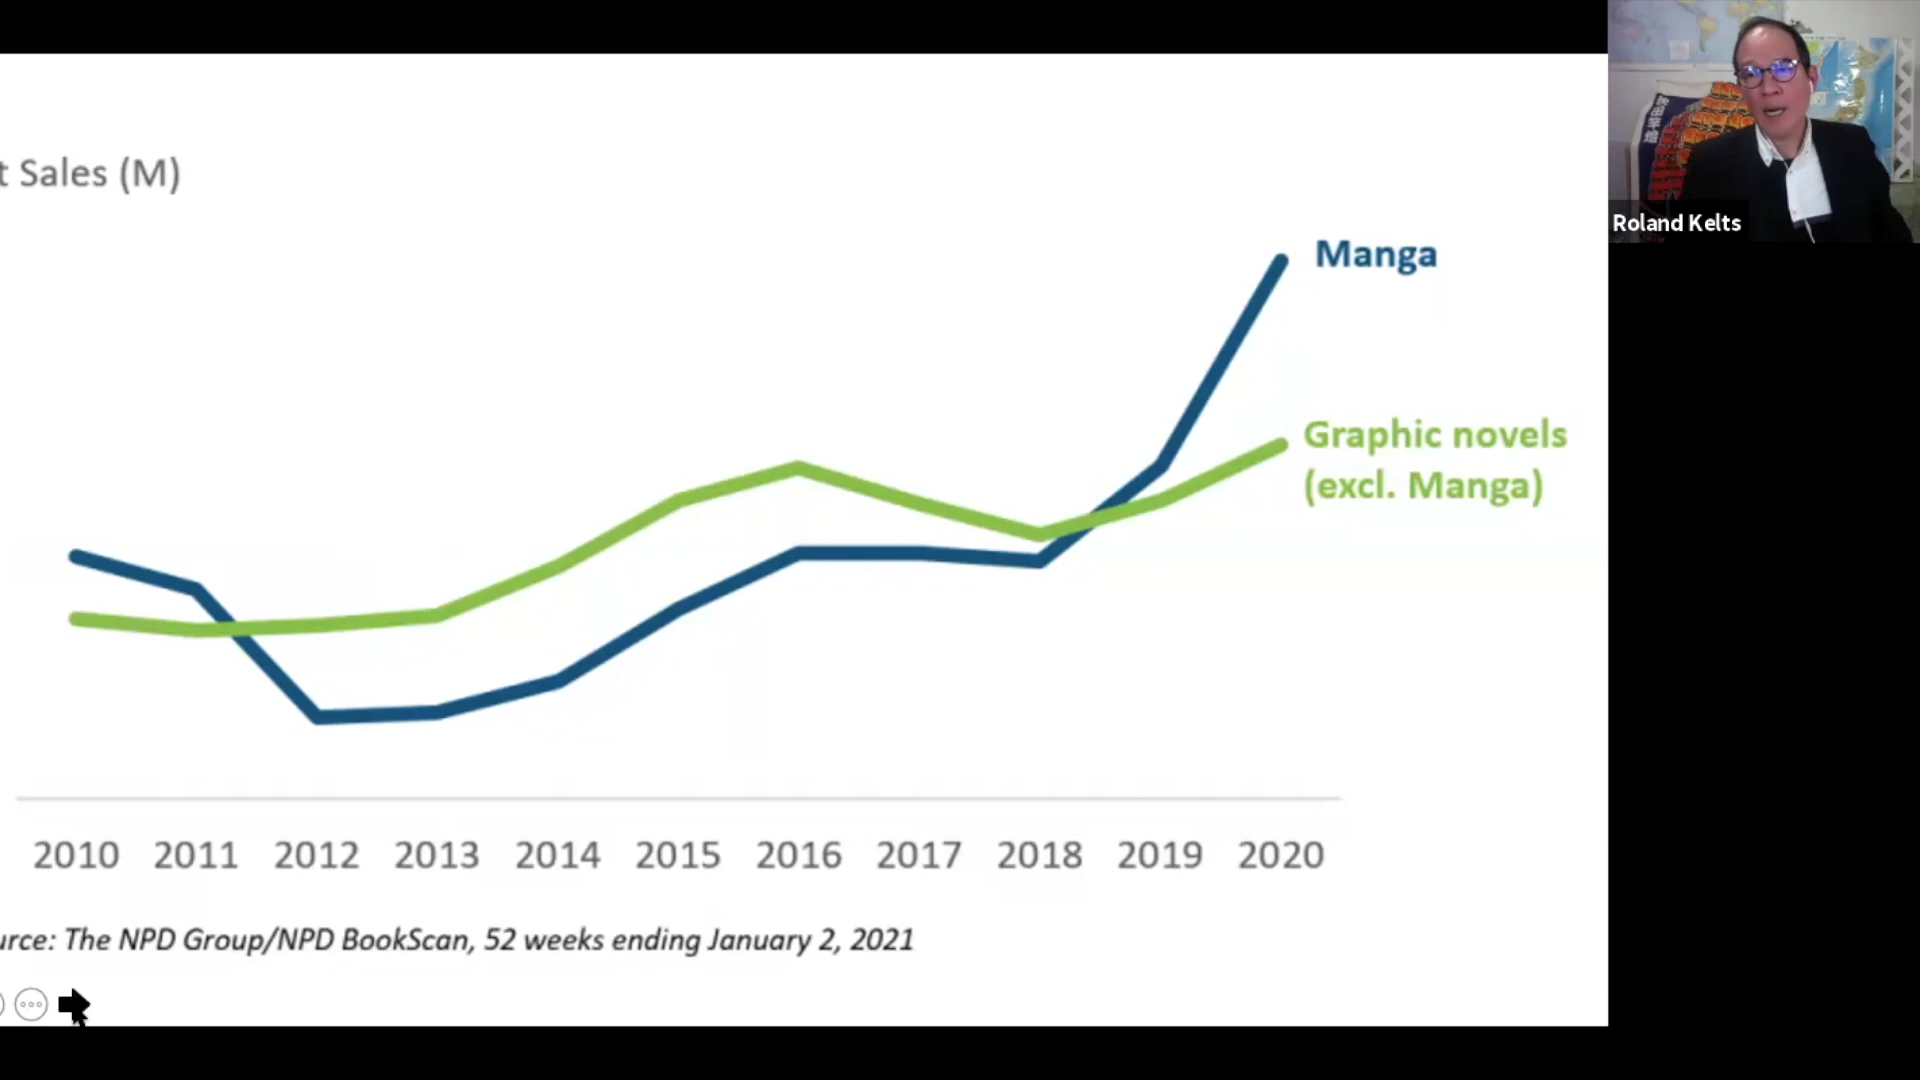 t Sales (M)
Manga
Graphic novels
(excl. Manga)
2010 2011 2012 2013 2014 2015 2016 2017 2018 2019 2020
urce: The NPD Group/NPD BookScan, 52 weeks ending January 2, 2021
Roland Kelts